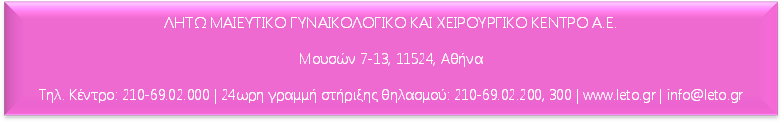 ΛΗΤΩ ΜΑΙΕΥΤΙΚΟ ΓΥΝΑΙΚΟΛΟΓΙΚΟ ΚΑΙ ΧΕΙΡΟΥΡΓΙΚΟ ΚΕΝΤΡΟ Α.Ε.
Μουσών 7-13, 11524, Αθήνα
Τηλ. Κέντρο: 210-69.02.000 | 24ωρη γραμμή στήριξης θηλασμού: 210-69.02.200, 300 | www.leto.gr | info@leto.gr